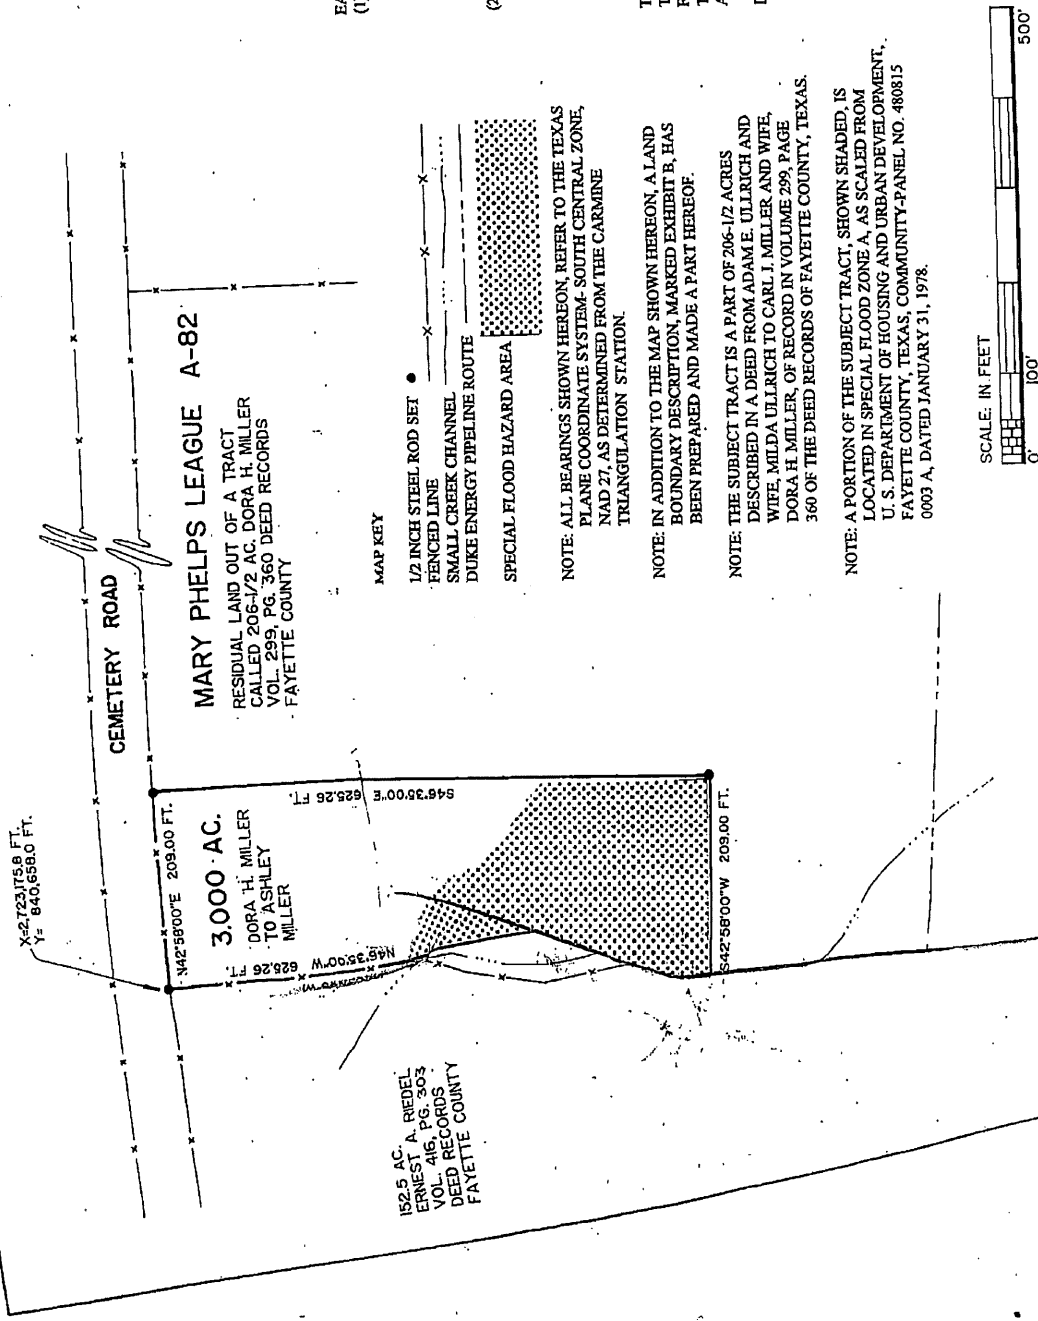 X=2,723,175.8 FT.
Y= 840,658.0 FT.
CEMETERY ROAD
N42°58'00"E 209.00 FT.
3.000 AC.
DORA H. MILLER
TO ASHLEY
MILLER
N46°35'00"W 625.26 FT.
S46°35'00"E 625.26 FT.
S42°58'00"W 209.00 FT.
MARY PHELPS LEAGUE A-82
RESIDUAL LAND OUT OF A TRACT
CALLED 206-1/2 AC. DORA H. MILLER
VOL. 299, PG. 360 DEED RECORDS
FAYETTE COUNTY
152.5 AC.
ERNEST A. RIEDEL
VOL. 416, PG. 303
DEED RECORDS
FAYETTE COUNTY
MAP KEY
1/2 INCH STEEL ROD SET
FENCED LINE
SMALL CREEK CHANNEL
DUKE ENERGY PIPELINE ROUTE
SPECIAL FLOOD HAZARD AREA
NOTE: ALL BEARINGS SHOWN HEREON, REFER TO THE TEXAS
PLANE COORDINATE SYSTEM- SOUTH CENTRAL ZONE,
NAD 27, AS DETERMINED FROM THE CARMINE
TRIANGULATION STATION.
NOTE: IN ADDITION TO THE MAP SHOWN HEREON, A LAND
BOUNDARY DESCRIPTION, MARKED EXHIBIT B, HAS
BEEN PREPARED AND MADE A PART HEREOF.
NOTE: THE SUBJECT TRACT IS A PART OF 206-1/2 ACRES
DESCRIBED IN A DEED FROM ADAM E. ULLRICH AND
WIFE, MILDA ULLRICH TO CARL J. MILLER AND WIFE,
DORA H. MILLER, OF RECORD IN VOLUME 299, PAGE
360 OF THE DEED RECORDS OF FAYETTE COUNTY, TEXAS.
NOTE: A PORTION OF THE SUBJECT TRACT, SHOWN SHADED, IS
LOCATED IN SPECIAL FLOOD ZONE A, AS SCALED FROM
U. S. DEPARTMENT OF HOUSING AND URBAN DEVELOPMENT,
FAYETTE COUNTY, TEXAS, COMMUNITY-PANEL NO. 480815
0003 A, DATED JANUARY 31, 1978.
SCALE: IN FEET
0' 100' 500'